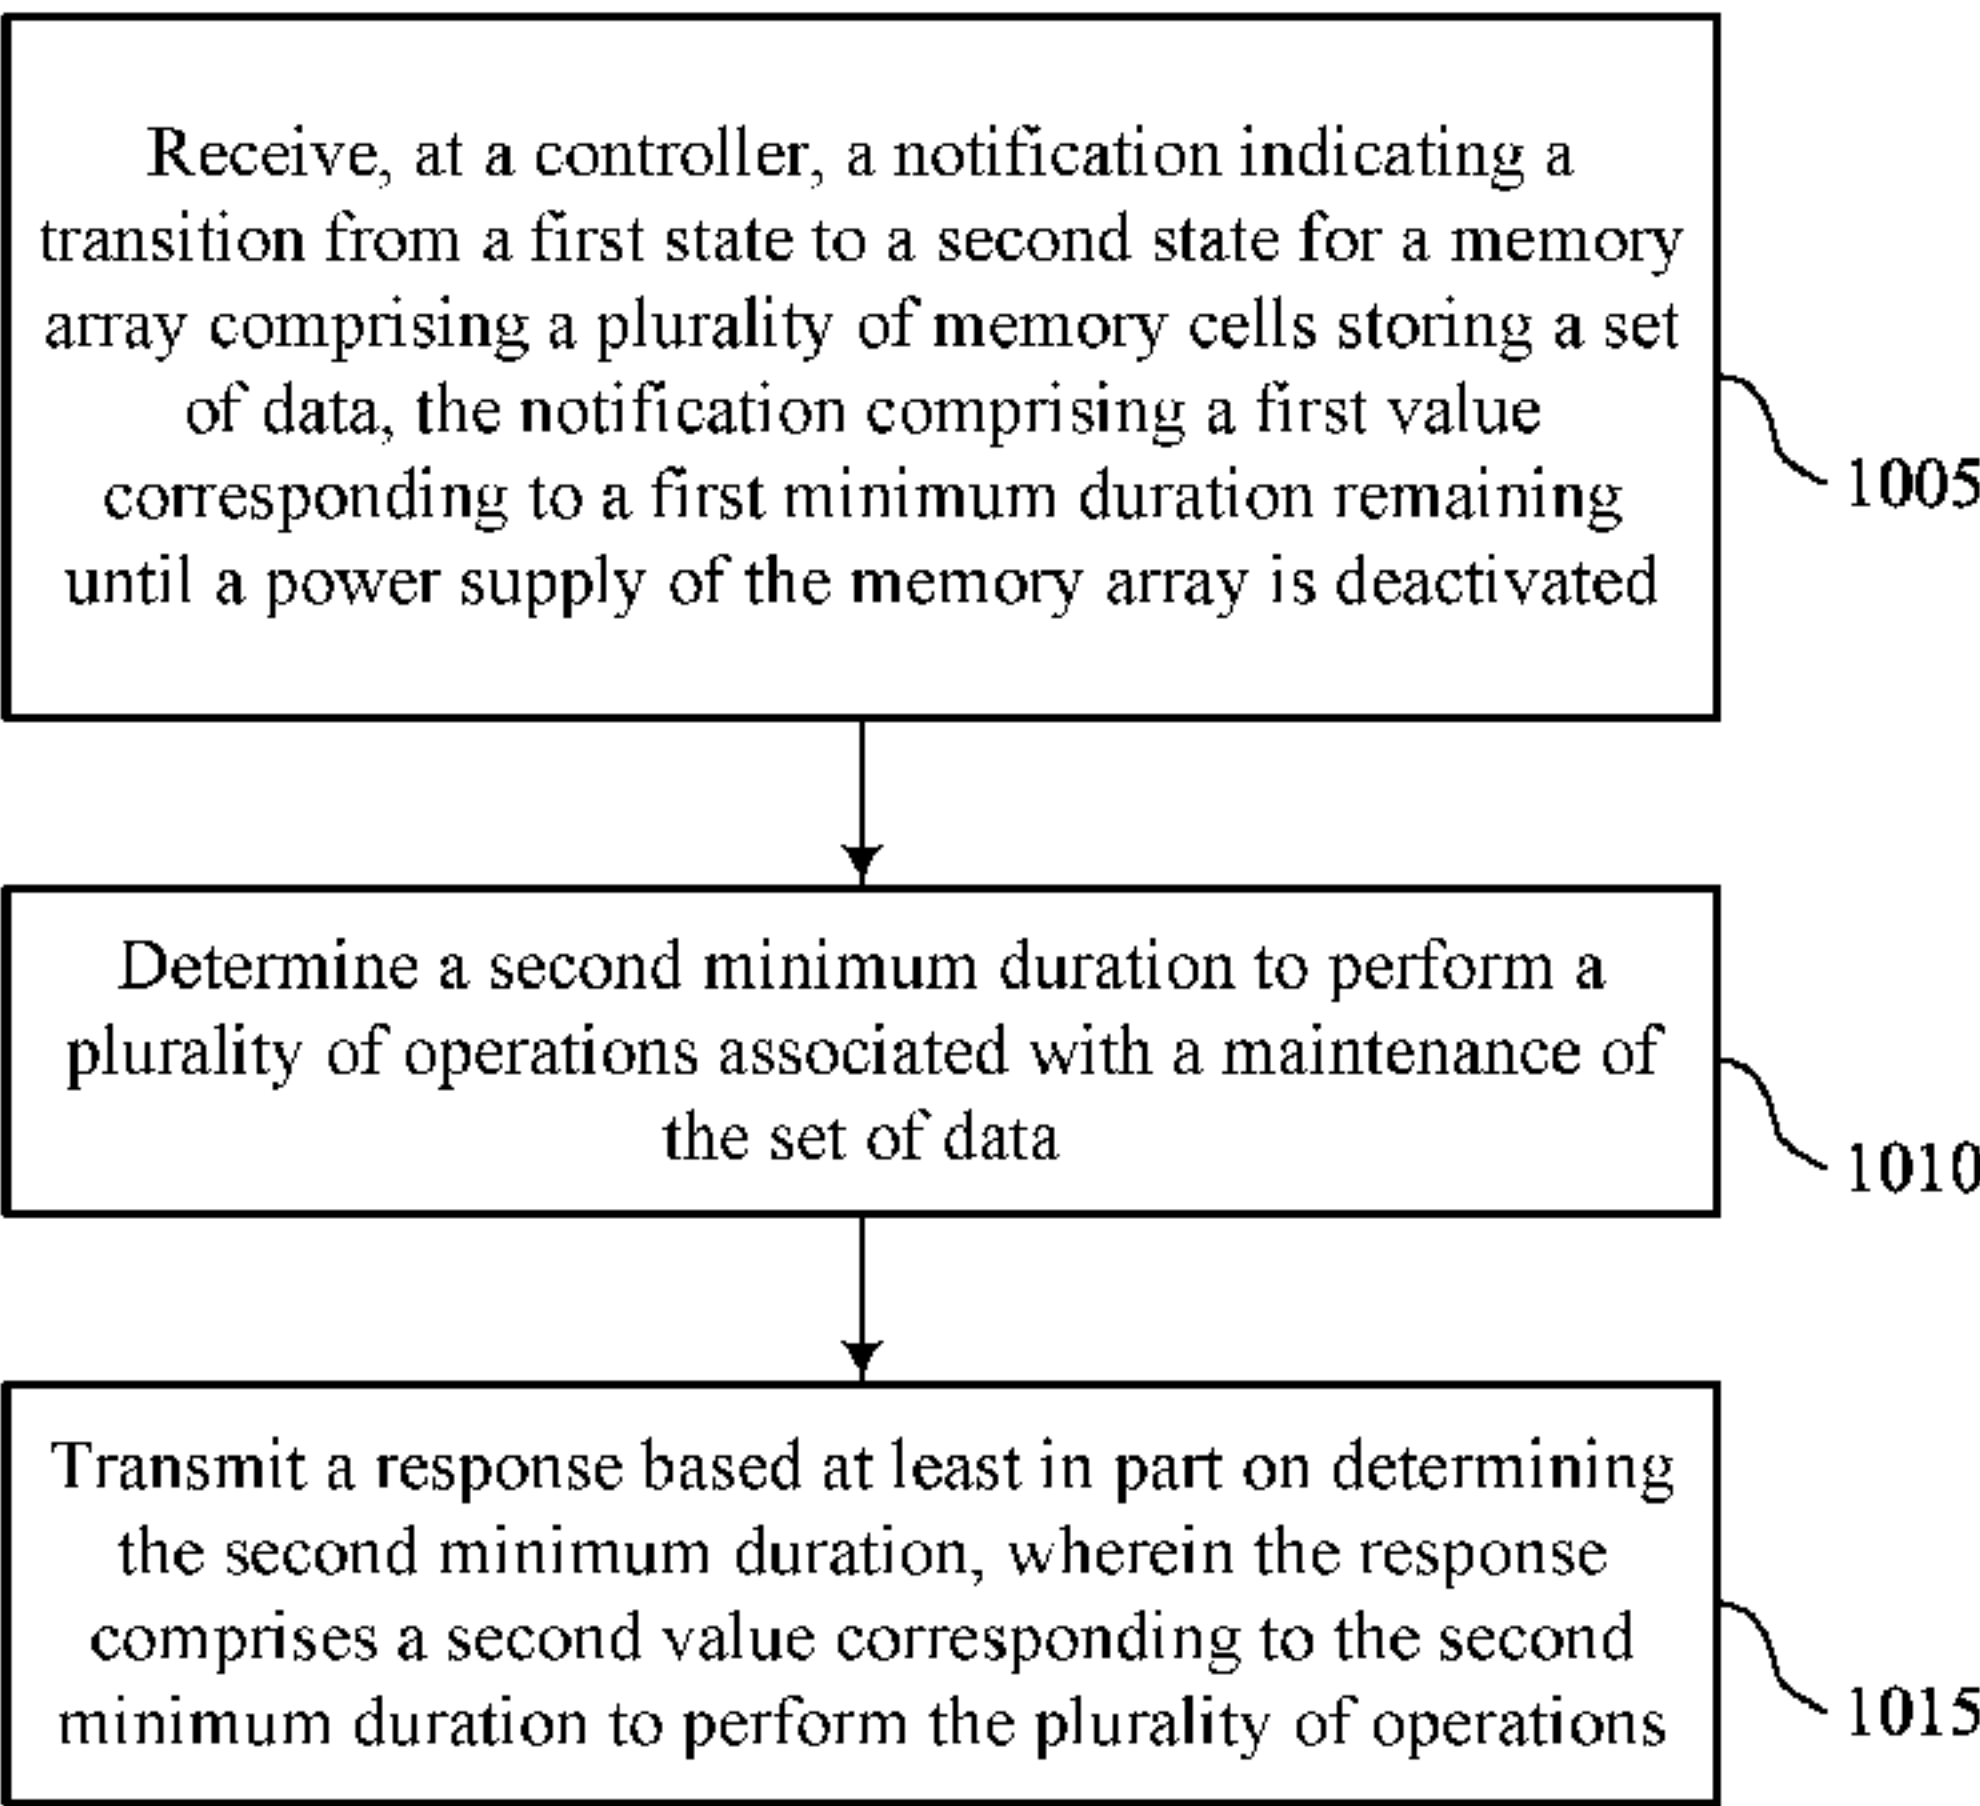 Receive, at a controller, a notification indicating a
transition from a first state to a second state for a memory
array comprising a plurality of memory cells storing a set
of data, the notification comprising a first value
corresponding to a first minimum duration remaining
until a power supply of the memory array is deactivated
1005
Determine a second minimum duration to perform a
plurality of operations associated with a maintenance of
the set of data
1010
Transmit a response based at least in part on determining
the second minimum duration, wherein the response
comprises a second value corresponding to the second
minimum duration to perform the plurality of operations
1015